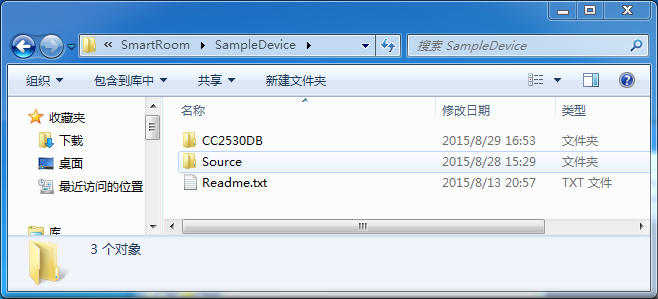 « SmartRoom SampleDevice
搜索 SampleDevice
组织 包含到库中 共享 新建文件夹
收藏夹
下载
桌面
最近访问的位置
库
名称 修改日期 类型
CC2530DB 2015/8/29 16:53 文件夹
Source 2015/8/28 15:29 文件夹
Readme.txt 2015/8/13 20:57 TXT 文件
3 个对象